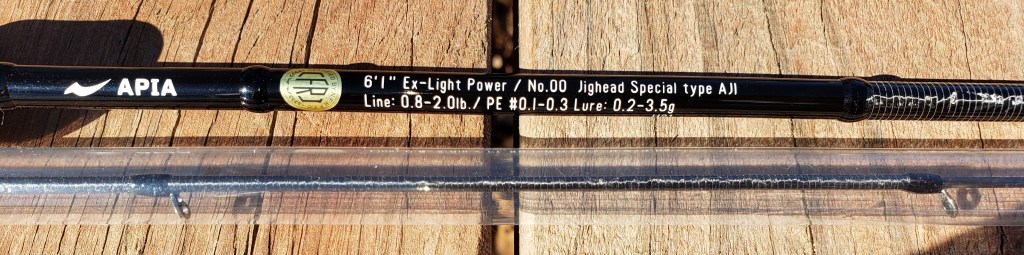 APIA
CFRT
6'1" Ex-Light Power / No.00 Jighead Special type AJI
Line: 0.8-2.0lb./ PE #0.1-0.3 Lure: 0.2-3.5g